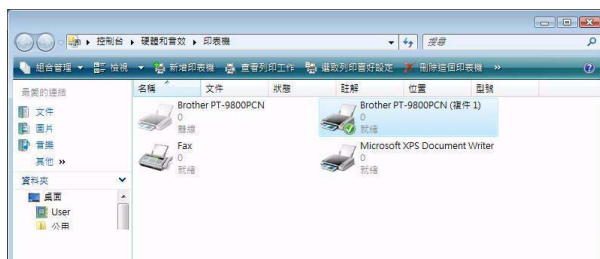 控制台 ▸ 硬體和音效 ▸ 印表機
搜尋
組合管理 檢視 新增印表機 查看列印工作 選取列印喜好設定 刪除這個印表機 »
最愛的連結
文件
圖片
音樂
其他 »
資料夾
桌面
User
公用
名稱 文件 狀態 註解 位置 型號
Brother PT-9800PCN
0
離線
Brother PT-9800PCN (複件 1)
0
就緒
Fax
0
就緒
Microsoft XPS Document Writer
0
就緒